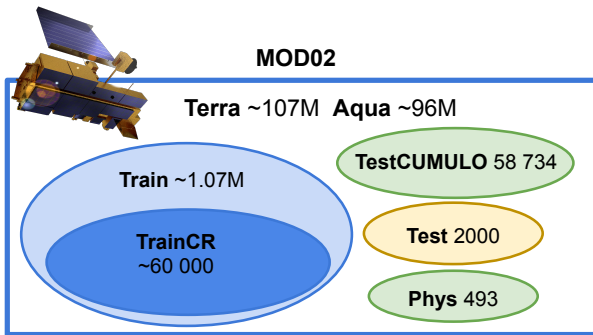 MOD02
Terra ~107M Aqua ~96M
Train ~1.07M
TrainCR
~60 000
TestCUMULO 58 734
Test 2000
Phys 493